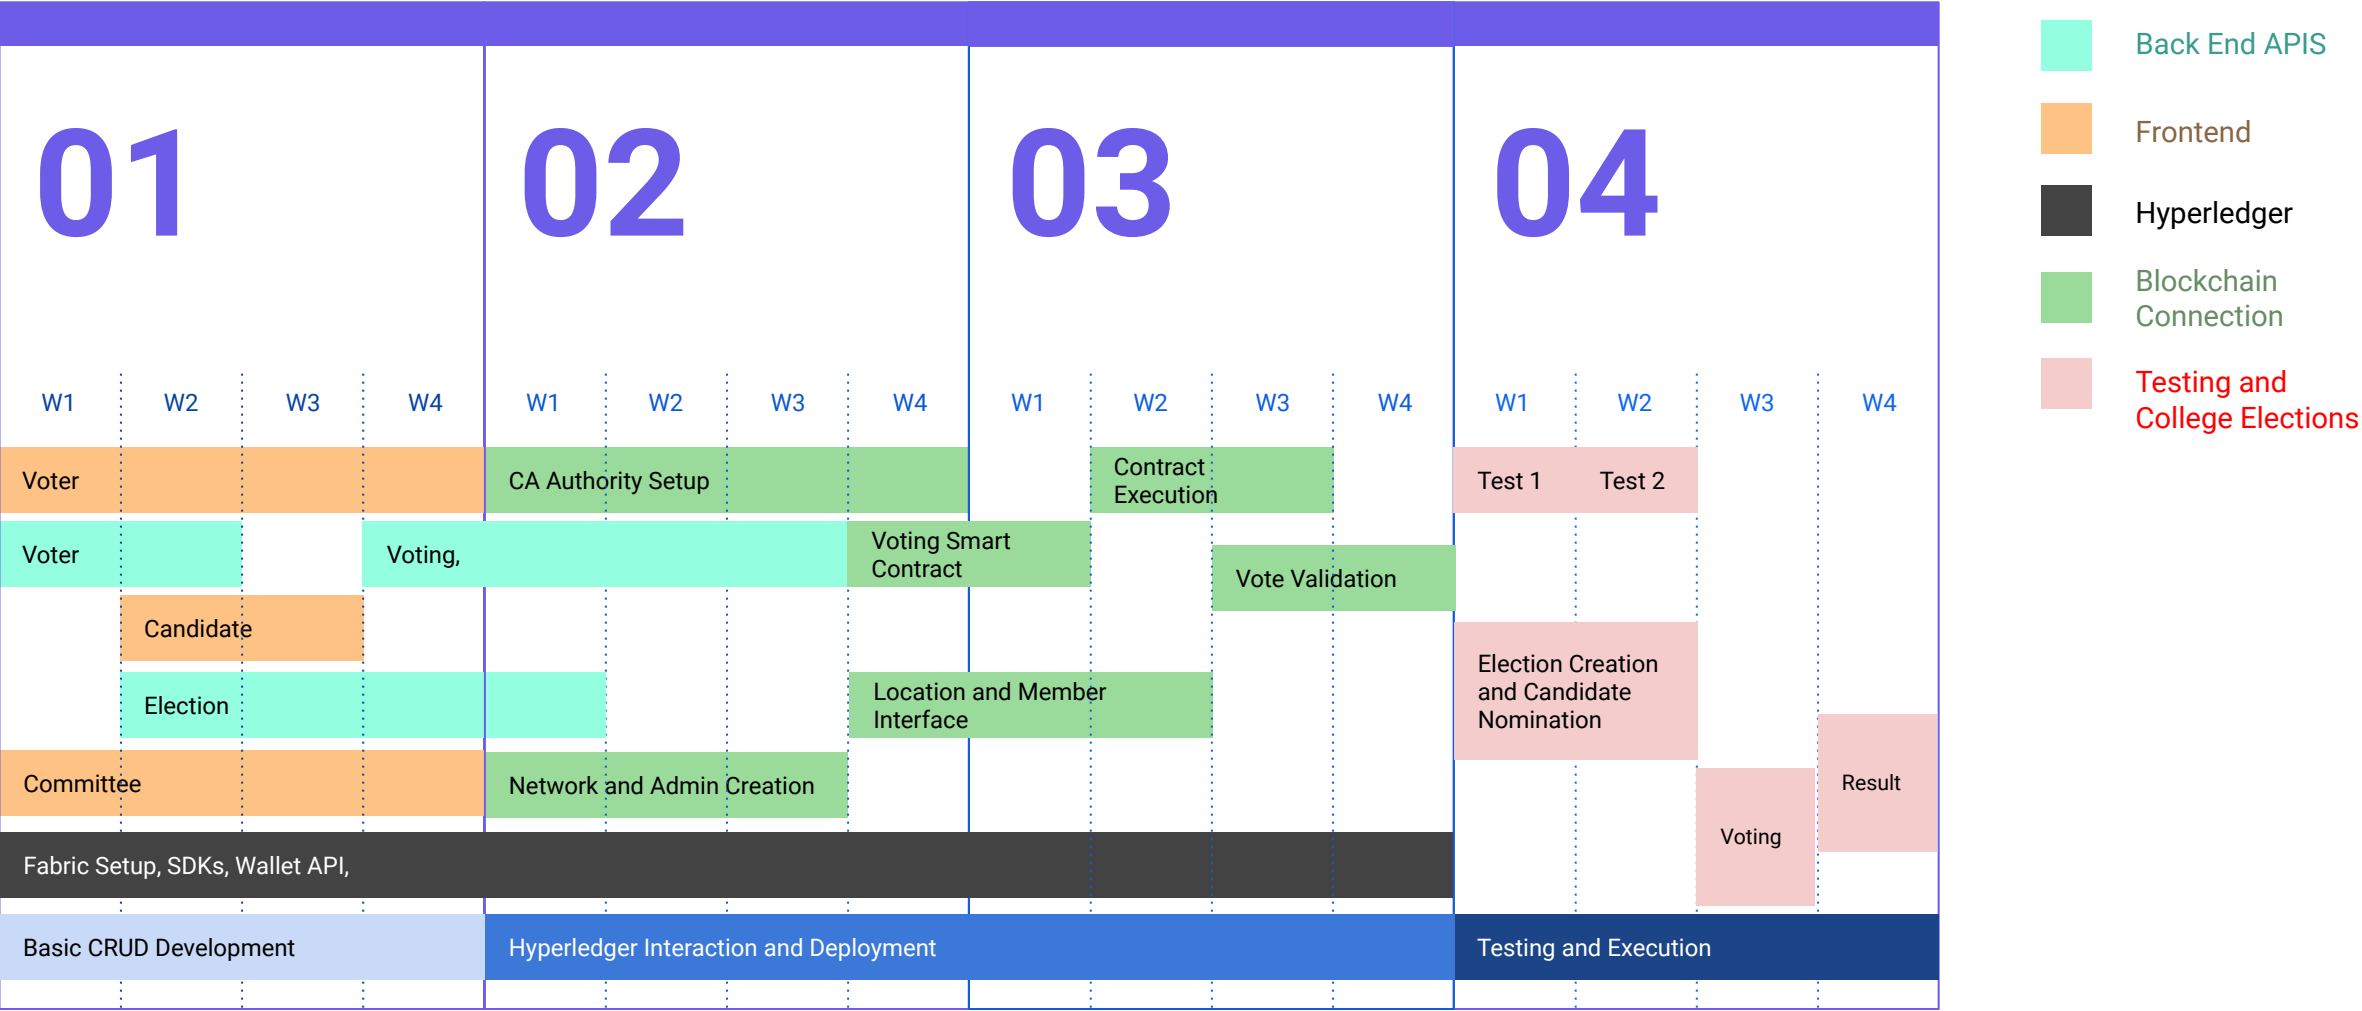 01
02
03
04
W1
W2
W3
W4
W1
W2
W3
W4
W1
W2
W3
W4
W1
W2
W3
W4
Voter
CA Authority Setup
Contract
Execution
Test 1
Test 2
Voter
Voting,
Voting Smart
Contract
Vote Validation
Candidate
Election
Location and Member
Interface
Election Creation
and Candidate
Nomination
Committee
Network and Admin Creation
Voting
Result
Fabric Setup, SDKs, Wallet API,
Basic CRUD Development
Hyperledger Interaction and Deployment
Testing and Execution
Back End APIS
Frontend
Hyperledger
Blockchain
Connection
Testing and
College Elections